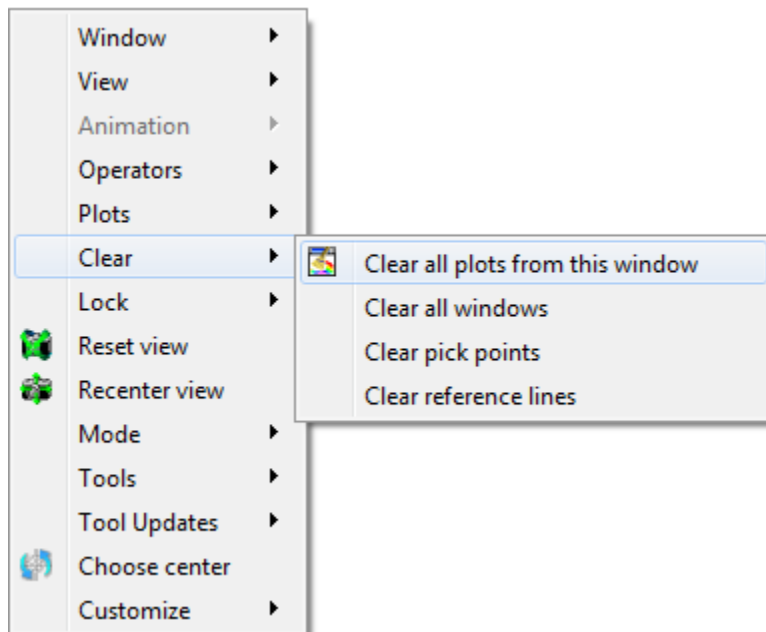 Window
View
Animation
Operators
Plots
Clear
Lock
Reset view
Recenter view
Mode
Tools
Tool Updates
Choose center
Customize
Clear all plots from this window
Clear all windows
Clear pick points
Clear reference lines